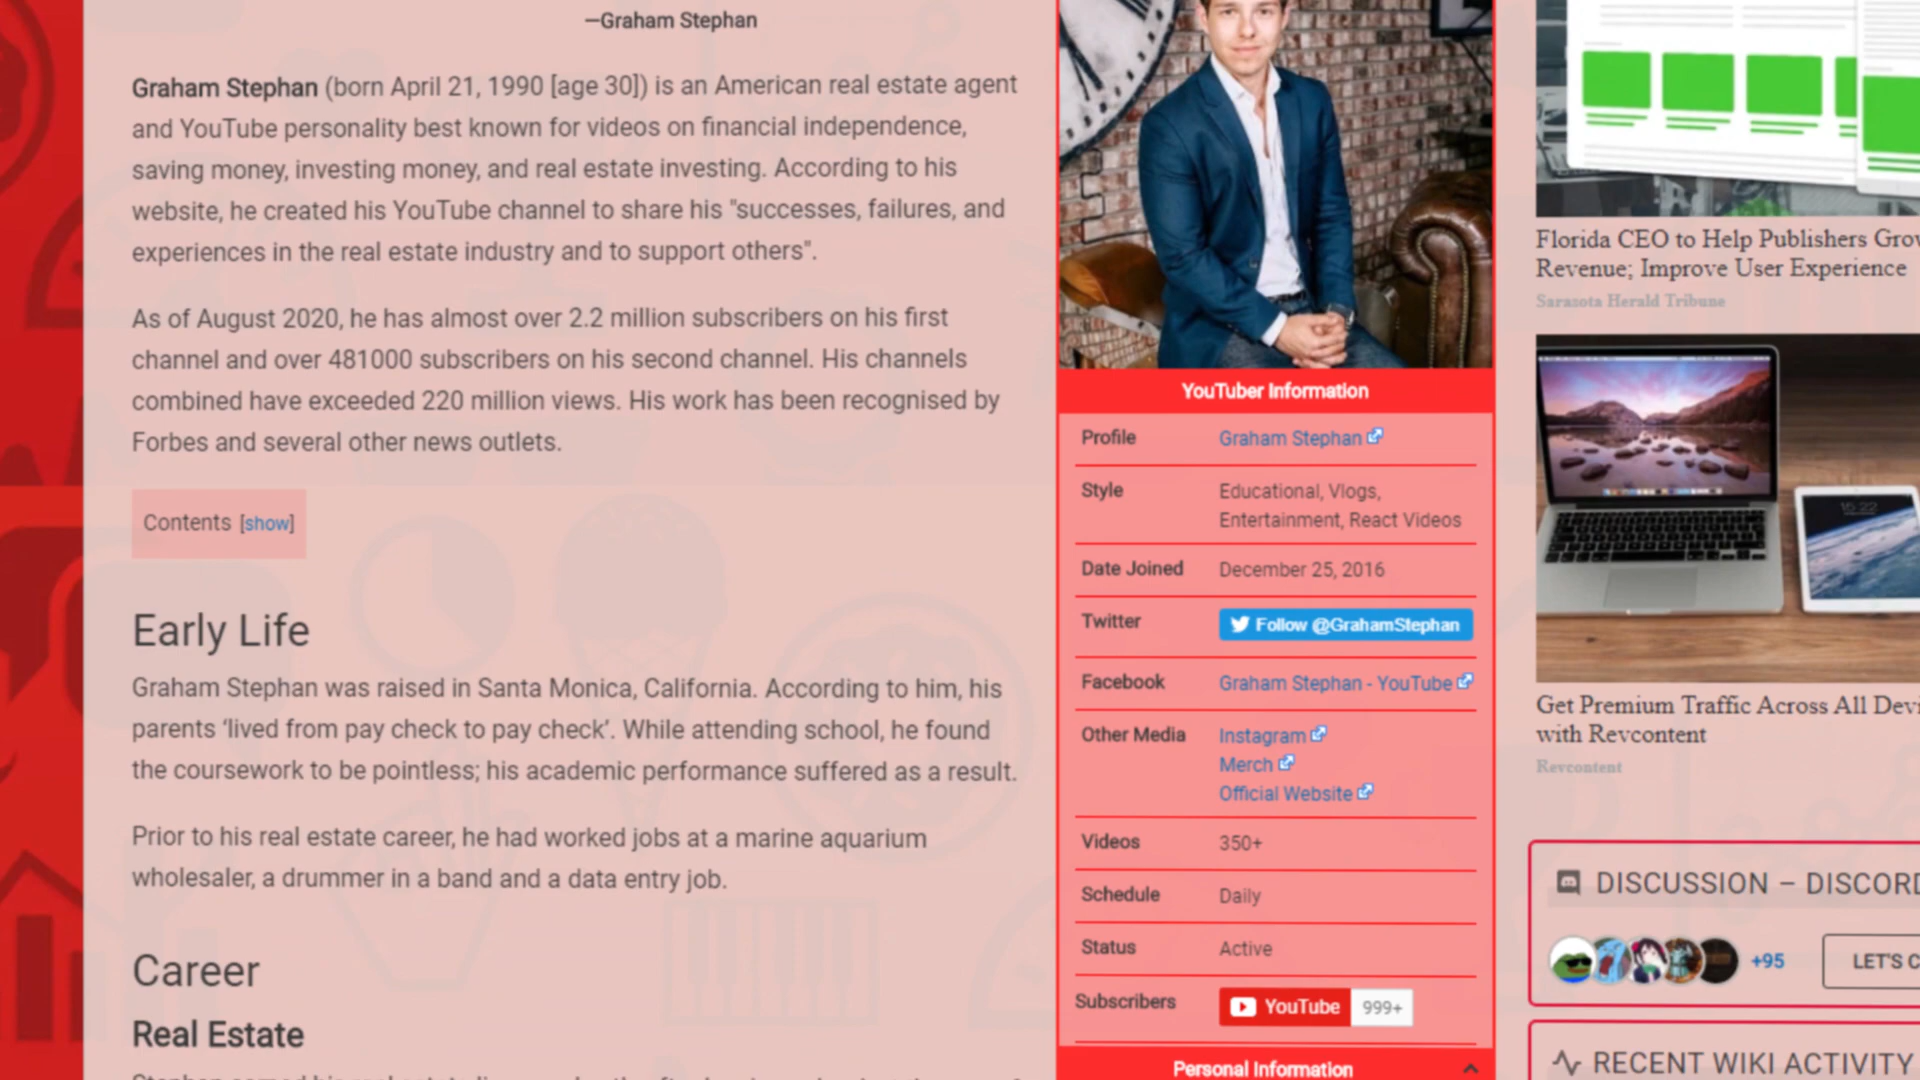 —Graham Stephan
Graham Stephan (born April 21, 1990 [age 30]) is an American real estate agent
and YouTube personality best known for videos on financial independence,
saving money, investing money, and real estate investing. According to his
website, he created his YouTube channel to share his "successes, failures, and
experiences in the real estate industry and to support others".
As of August 2020, he has almost over 2.2 million subscribers on his first
channel and over 481000 subscribers on his second channel. His channels
combined have exceeded 220 million views. His work has been recognised by
Forbes and several other news outlets.
Contents [show]
Early Life
Graham Stephan was raised in Santa Monica, California. According to him, his
parents ‘lived from pay check to pay check’. While attending school, he found
the coursework to be pointless; his academic performance suffered as a result.
Prior to his real estate career, he had worked jobs at a marine aquarium
wholesaler, a drummer in a band and a data entry job.
Career
Real Estate
YouTuber Information
Profile Graham Stephan
Style Educational, Vlogs,
Entertainment, React Videos
Date Joined December 25, 2016
Twitter Follow @GrahamStephan
Facebook Graham Stephan - YouTube
Other Media Instagram
Merch
Official Website
Videos 350+
Schedule Daily
Status Active
Subscribers YouTube 999+
Personal Information
Florida CEO to Help Publishers Grow
Revenue; Improve User Experience
Sarasota Herald Tribune
15:22
Get Premium Traffic Across All Devi
with Revcontent
Revcontent
DISCUSSION – DISCORD
+95 LET'S C
RECENT WIKI ACTIVITY